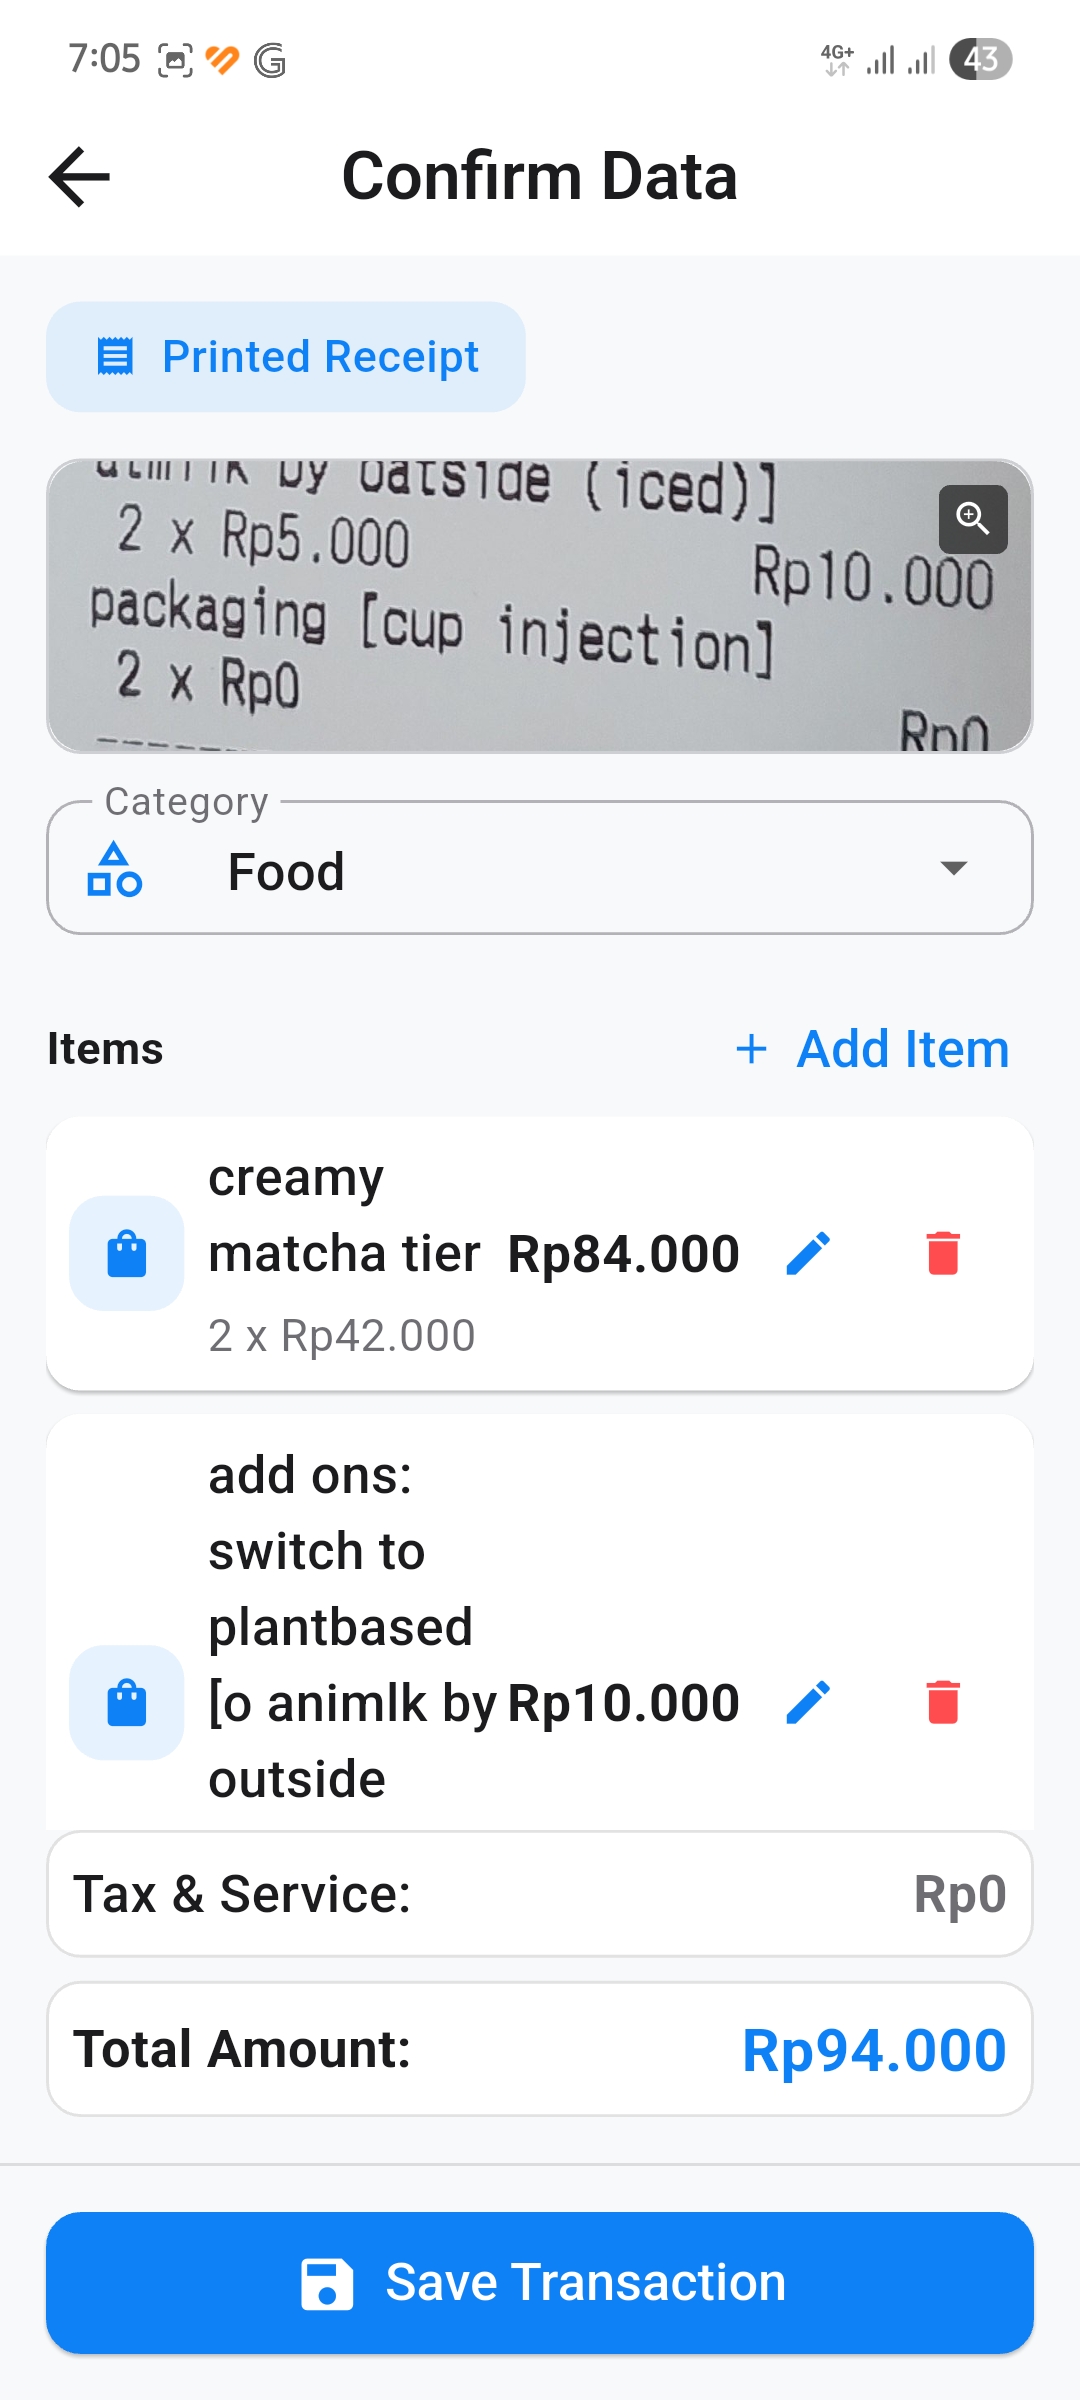 7:05
4G+
43
Confirm Data
Printed Receipt
by oatside (iced)]
2 x Rp5.000
Rp10.000
packaging [cup injection]
2 x Rp0
Rp0
Category
Food
Items
+ Add Item
creamy
matcha tier Rp84.000
2 x Rp42.000
add ons:
switch to
plantbased
[o animlk by Rp10.000
outside
Tax & Service: Rp0
Total Amount: Rp94.000
Save Transaction